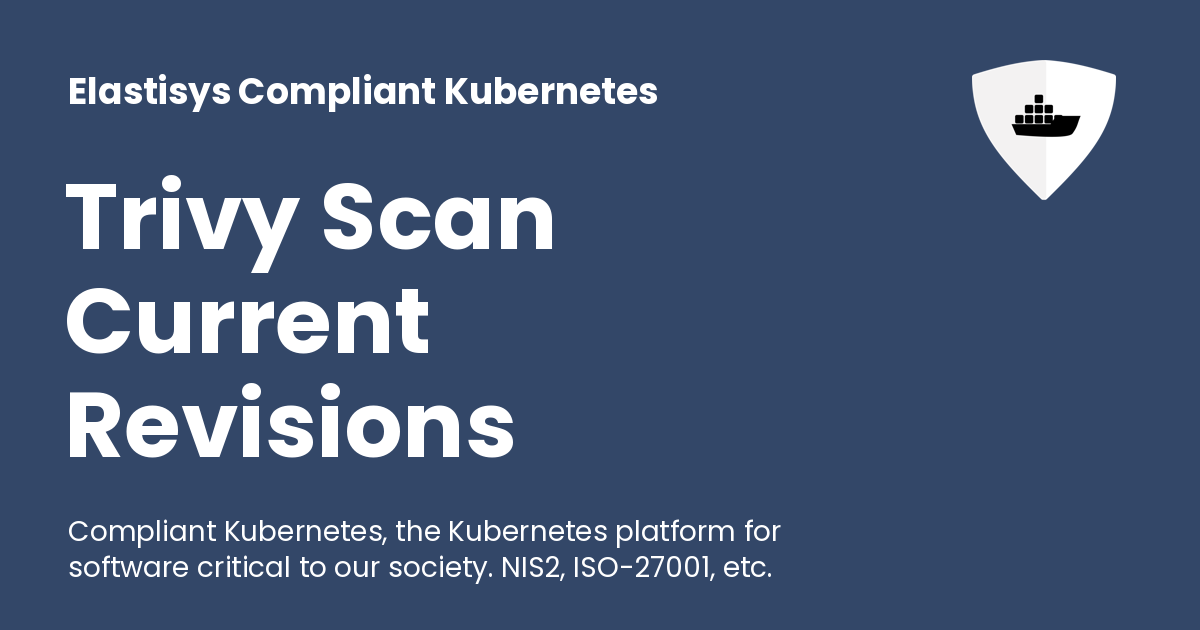 Elastisys Compliant Kubernetes
Trivy Scan
Current
Revisions
Compliant Kubernetes, the Kubernetes platform for
software critical to our society. NIS2, ISO-27001, etc.